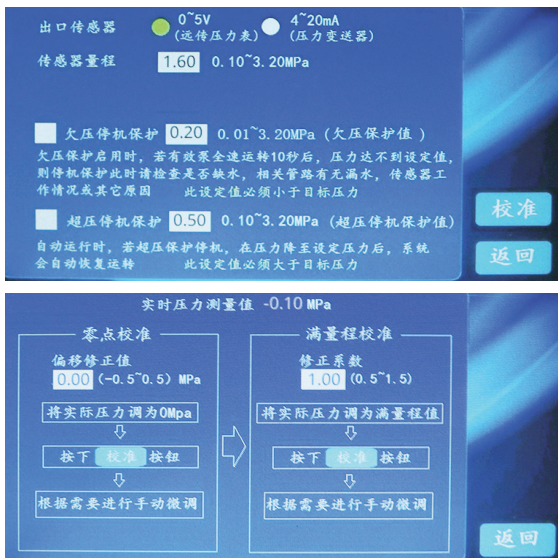 出口传感器 0~5V 4~20mA
(远传压力表) (压力变送器)
传感器量程 1.60 0.10~3.20MPa
欠压停机保护 0.20 0.01~3.20MPa (欠压保护值 )
欠压保护启用时, 若有效泵全速运转10秒后, 压力达不到设定值,
则停机保护此时请检查是否缺水, 相关管路有无漏水, 传感器工
作情况或其它原因 此设定值必须小于目标压力
超压停机保护 0.50 0.10~3.20MPa (超压停机保护值)
自动运行时, 若超压保护停机, 在压力降至设定压力后, 系统
会自动恢复运转 此设定值必须大于目标压力
校准
返回
实时压力测量值 -0.10 MPa
零点校准
偏移修正值
0.00 (-0.5~0.5) MPa
将实际压力调为0Mpa
按下 校准 按钮
根据需要进行手动微调
满量程校准
修正系数
1.00 (0.5~1.5)
将实际压力调为满量程值
按下 校准 按钮
根据需要进行手动微调
返回